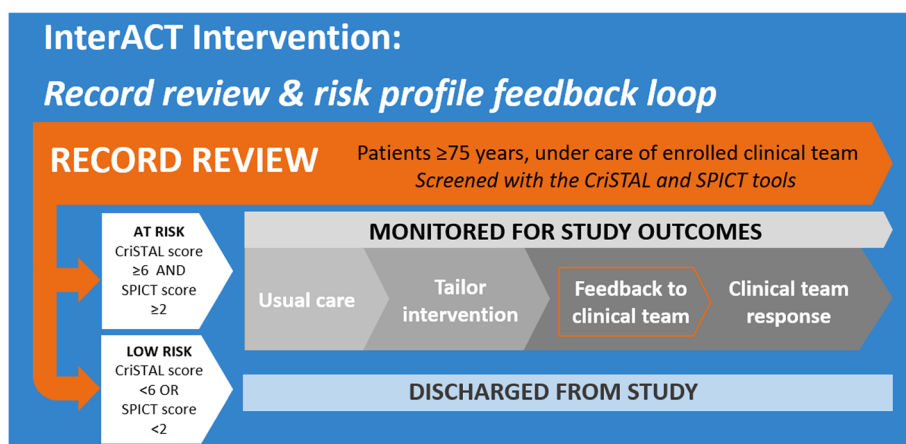 InterACT Intervention:
Record review & risk profile feedback loop
RECORD REVIEW
Patients ≥75 years, under care of enrolled clinical team
Screened with the CriSTAL and SPICT tools
AT RISK
CriSTAL score
≥6 AND
SPICT score
≥2
MONITORED FOR STUDY OUTCOMES
Usual care
Tailor
intervention
Feedback to
clinical team
Clinical team
response
LOW RISK
CriSTAL score
<6 OR
SPICT score
<2
DISCHARGED FROM STUDY